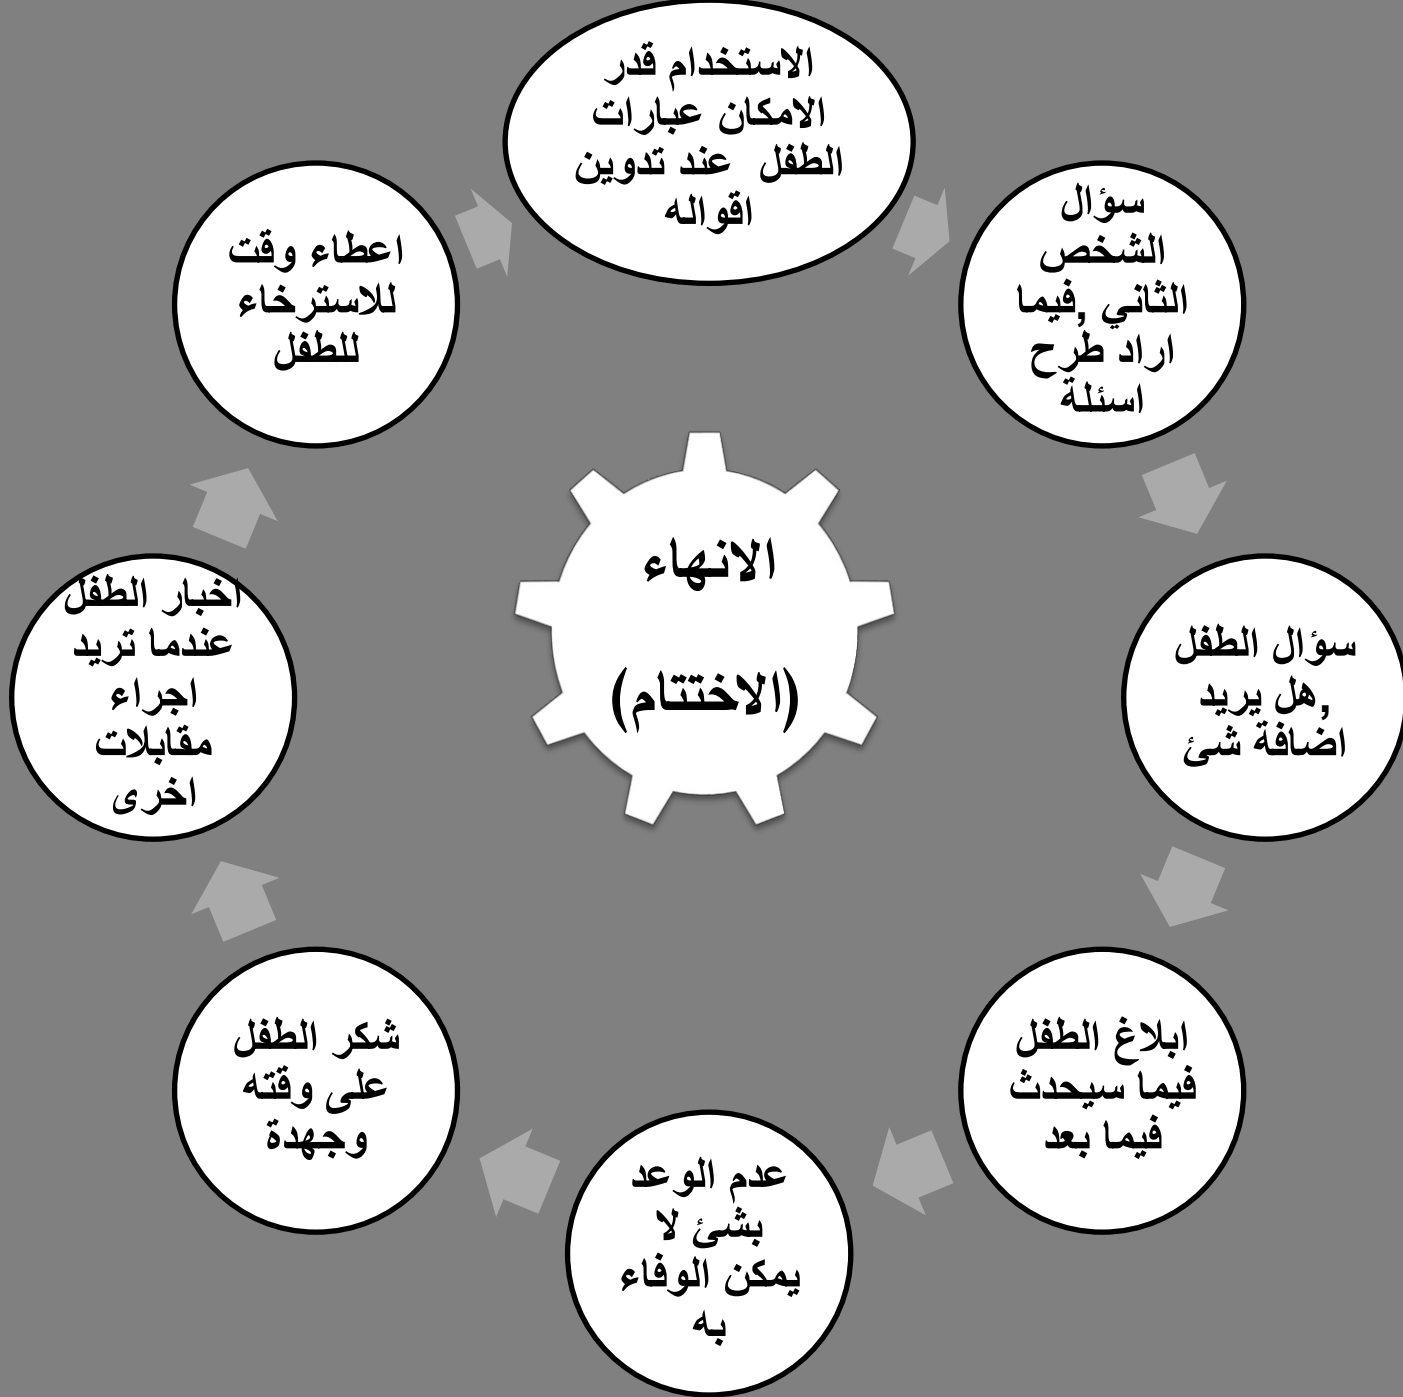 الاستخدام قدر
الامكان عبارات
الطفل عند تدوين
اقواله
سؤال
الشخص
الثاني ,فيما
اراد طرح
اسئلة
سؤال الطفل
,هل يريد
اضافة شئ
ابلاغ الطفل
فيما سيحدث
فيما بعد
عدم الوعد
بشئ لا
يمكن الوفاء
به
شكر الطفل
على وقته
وجهدة
اخبار الطفل
عندما تريد
اجراء
مقابلات
اخرى
اعطاء وقت
للاسترخاء
للطفل
الانهاء
(الاختتام)